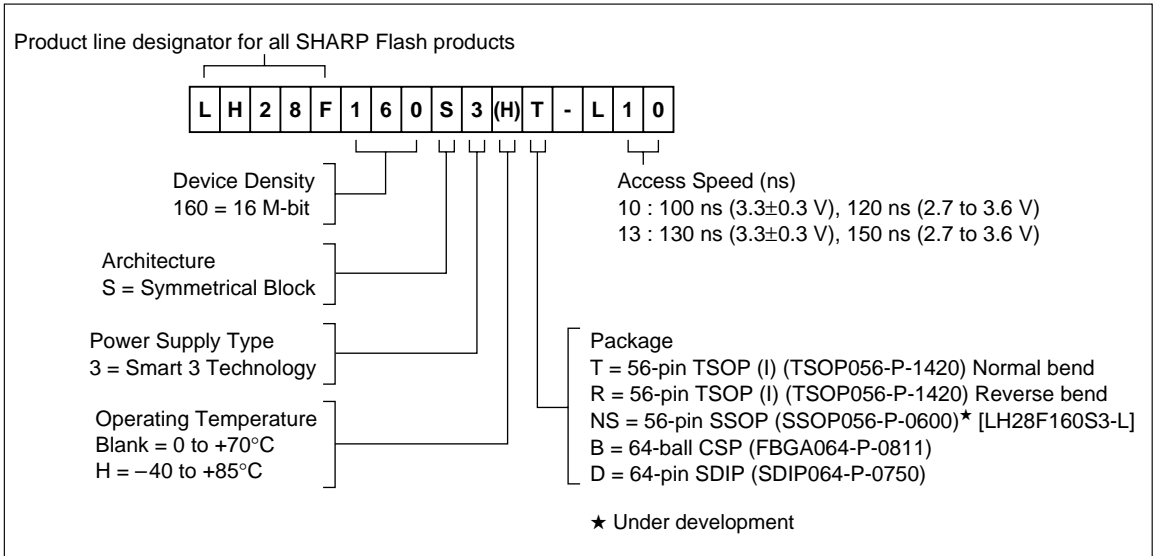 Product line designator for all SHARP Flash products
L H 2 8 F 1 6 0 S 3 (H) T - L 1 0
Device Density
160 = 16 M-bit
Architecture
S = Symmetrical Block
Power Supply Type
3 = Smart 3 Technology
Operating Temperature
Blank = 0 to +70°C
H = −40 to +85°C
Access Speed (ns)
10 : 100 ns (3.3±0.3 V), 120 ns (2.7 to 3.6 V)
13 : 130 ns (3.3±0.3 V), 150 ns (2.7 to 3.6 V)
Package
T = 56-pin TSOP (I) (TSOP056-P-1420) Normal bend
R = 56-pin TSOP (I) (TSOP056-P-1420) Reverse bend
NS = 56-pin SSOP (SSOP056-P-0600)★ [LH28F160S3-L]
B = 64-ball CSP (FBGA064-P-0811)
D = 64-pin SDIP (SDIP064-P-0750)
★ Under development